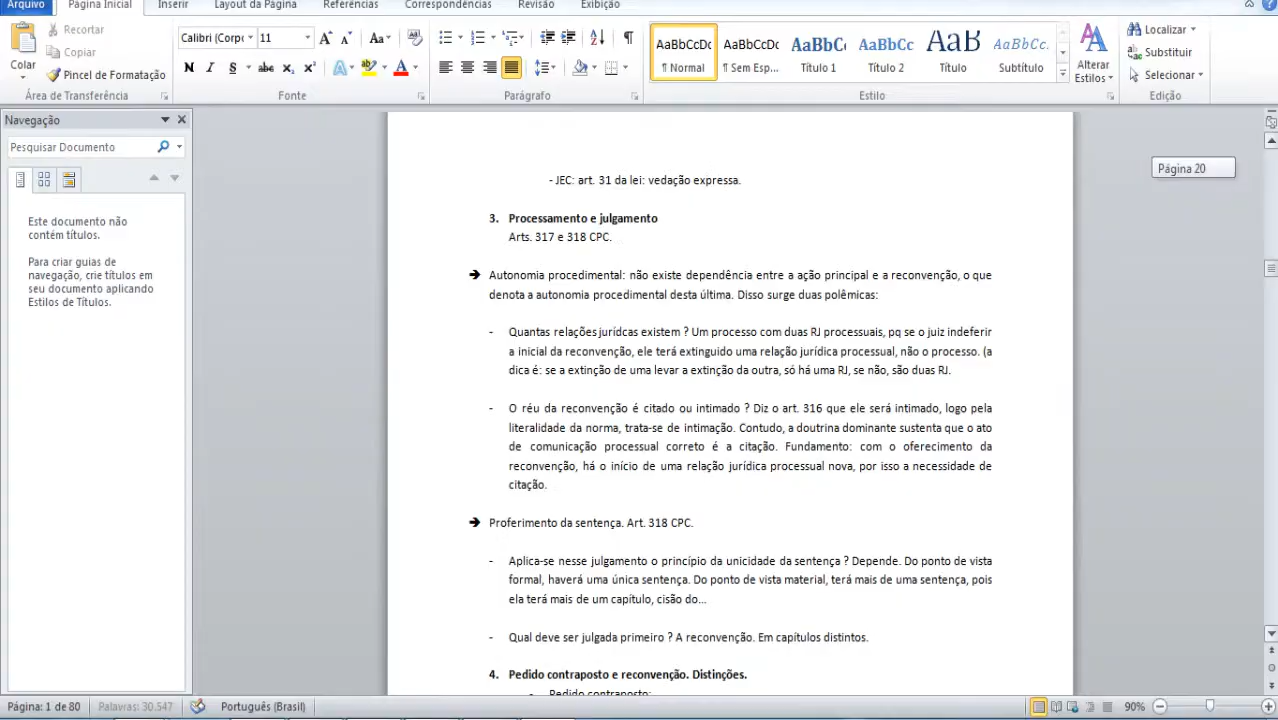 Arquivo Página Inicial Inserir Layout da Página Referências Correspondências Revisão Exibição
Recortar
Copiar
Pincel de Formatação
Colar
Área de Transferência
Calibri (Corpo 11
Fonte
Parágrafo
AaBbCcDc AaBbCcDc AaBbC AaBbCc AaB AaBbCc.
¶ Normal ¶ Sem Esp... Título 1 Título 2 Título Subtítulo
Alterar
Estilos
Estilo
Localizar
Substituir
Selecionar
Edição
Navegação
Pesquisar Documento
Este documento não
contém títulos.
Para criar guias de
navegação, crie títulos em
seu documento aplicando
Estilos de Títulos.
Página 20
- JEC: art. 31 da lei: vedação expressa.
3. Processamento e julgamento
Arts. 317 e 318 CPC.
➔ Autonomia procedimental: não existe dependência entre a ação principal e a reconvenção, o que
denota a autonomia procedimental desta última. Disso surge duas polêmicas:
- Quantas relações jurídcas existem ? Um processo com duas RJ processuais, pq se o juiz indeferir
a inicial da reconvenção, ele terá extinguido uma relação jurídica processual, não o processo. (a
dica é: se a extinção de uma levar a extinção da outra, só há uma RJ, se não, são duas RJ.
- O réu da reconvenção é citado ou intimado ? Diz o art. 316 que ele será intimado, logo pela
literalidade da norma, trata-se de intimação. Contudo, a doutrina dominante sustenta que o ato
de comunicação processual correto é a citação. Fundamento: com o oferecimento da
reconvenção, há o início de uma relação jurídica processual nova, por isso a necessidade de
citação.
➔ Proferimento da sentença. Art. 318 CPC.
- Aplica-se nesse julgamento o princípio da unicidade da sentença ? Depende. Do ponto de vista
formal, haverá uma única sentença. Do ponto de vista material, terá mais de uma sentença, pois
ela terá mais de um capítulo, cisão do...
- Qual deve ser julgada primeiro ? A reconvenção. Em capítulos distintos.
4. Pedido contraposto e reconvenção. Distinções.
- Pedido contraposto:
Página: 1 de 80 Palavras: 30.547 Português (Brasil) 90%